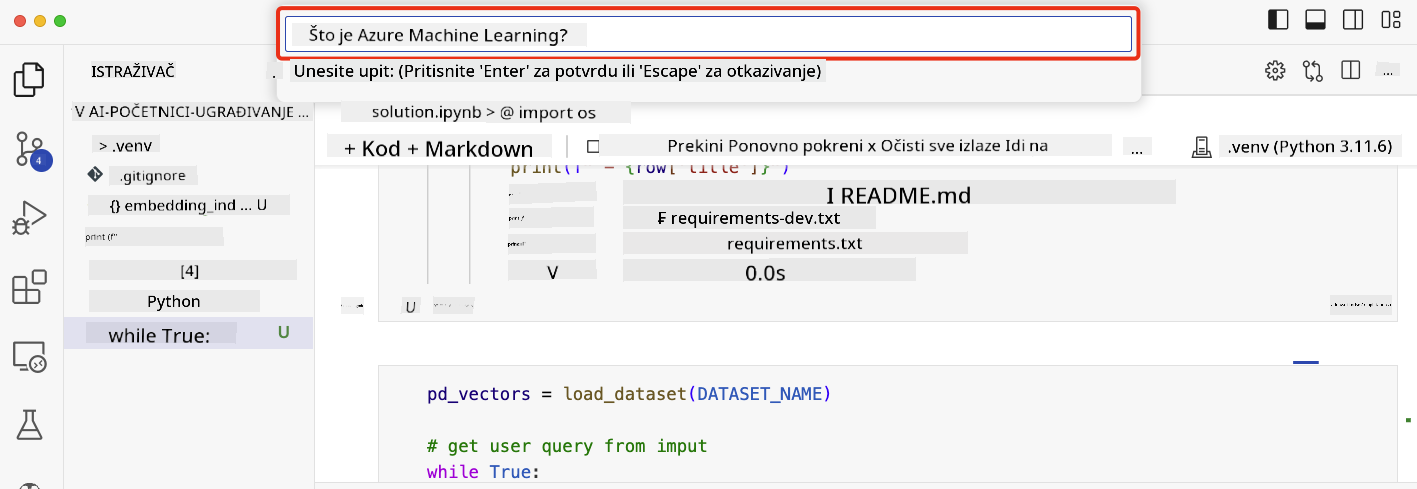 Što je Azure Machine Learning?
Unesite upit: (Pritisnite 'Enter' za potvrdu ili 'Escape' za otkazivanje)
ISTRAŽIVAČ
V AI-POČETNICI-UGRAĐIVANJE ...
> .venv
.gitignore
{} embedding_ind ... U
print (f"
[4]
Python
while True: U
4
solution.ipynb > @ import os
+ Kod + Markdown
Prekini Ponovno pokreni x Očisti sve izlaze Idi na
...
.venv (Python 3.11.6)
print(f" - {row['title']}")
I README.md
F requirements-dev.txt
requirements.txt
V
0.0s
U
pd_vectors = load_dataset(DATASET_NAME)
# get user query from imput
while True: